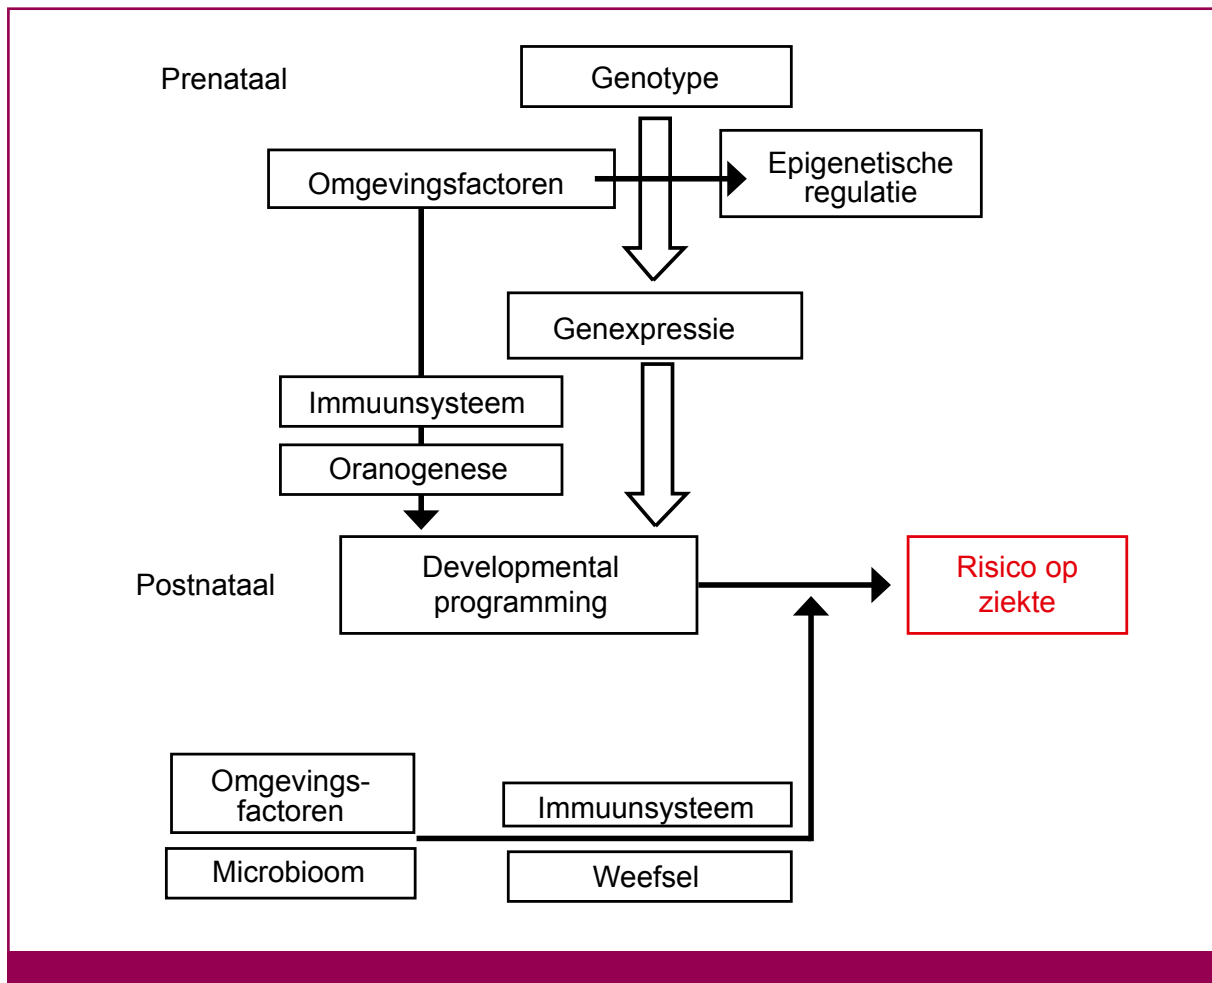 Prenataal
Genotype
Omgevingsfactoren
Epigenetische
regulatie
Genexpressie
Immuunsysteem
Oranogenese
Postnataal
Developmental
programming
Risico op
ziekte
Omgevings-
factoren
Immuunsysteem
Microbioom
Weefsel